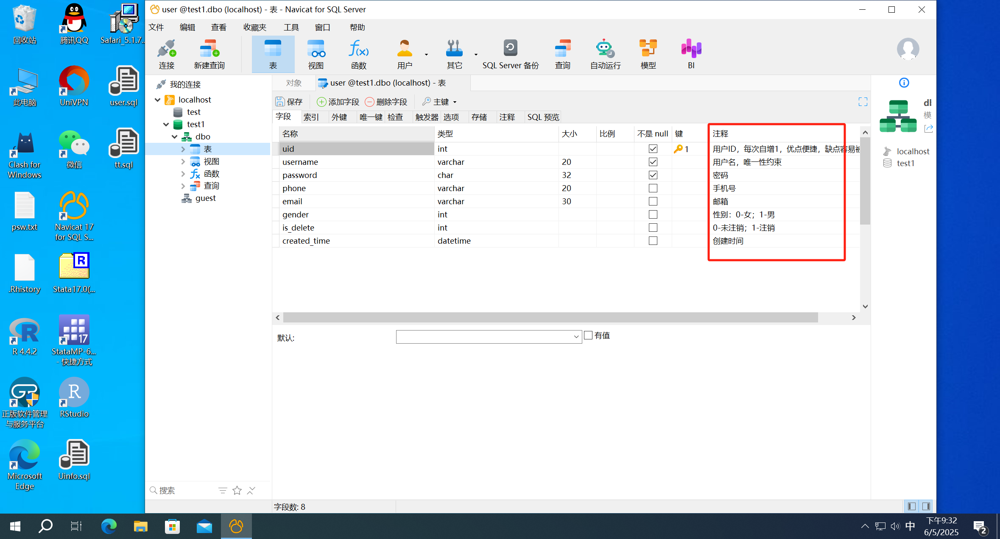 回收站
腾讯QQ
Safari_5.1.7...
此电脑
UniVPN
user.sql
Clash for
Windows
微信
tt.sql
psw.txt
Navicat 17
for SQL S...
.Rhistory
Stata17.0(...
R 4.4.2
17
StataMP-6...
- 快捷方式
正版软件管理
与服务平台
RStudio
Microsoft
Edge
Uinfo.sql
user @test1.dbo (localhost) - 表 - Navicat for SQL Server
文件 编辑 查看 收藏夹 工具 窗口 帮助
连接 新建查询 表 视图 函数 用户 其它 SQL Server 备份 查询 自动运行 模型 BI
我的连接
localhost
test
test1
dbo
表
视图
函数
查询
guest
搜索
对象 user @test1.dbo (localhost) - 表
保存 添加字段 删除字段 主键
字段 索引 外键 唯一键 检查 触发器 选项 存储 注释 SQL 预览
名称 类型 大小 比例 不是 null 键 注释
uid int 1 用户ID，每次自增1，优点便捷，缺点容易被
username varchar 20 用户名，唯一性约束
password char 32 密码
phone varchar 20 手机号
email varchar 30 邮箱
gender int 性别：0-女；1-男
is_delete int 0-未注销；1-注销
created_time datetime 创建时间
默认: 有值
字段数: 8
模
localhost
test1
中
下午9:32
6/5/2025
2